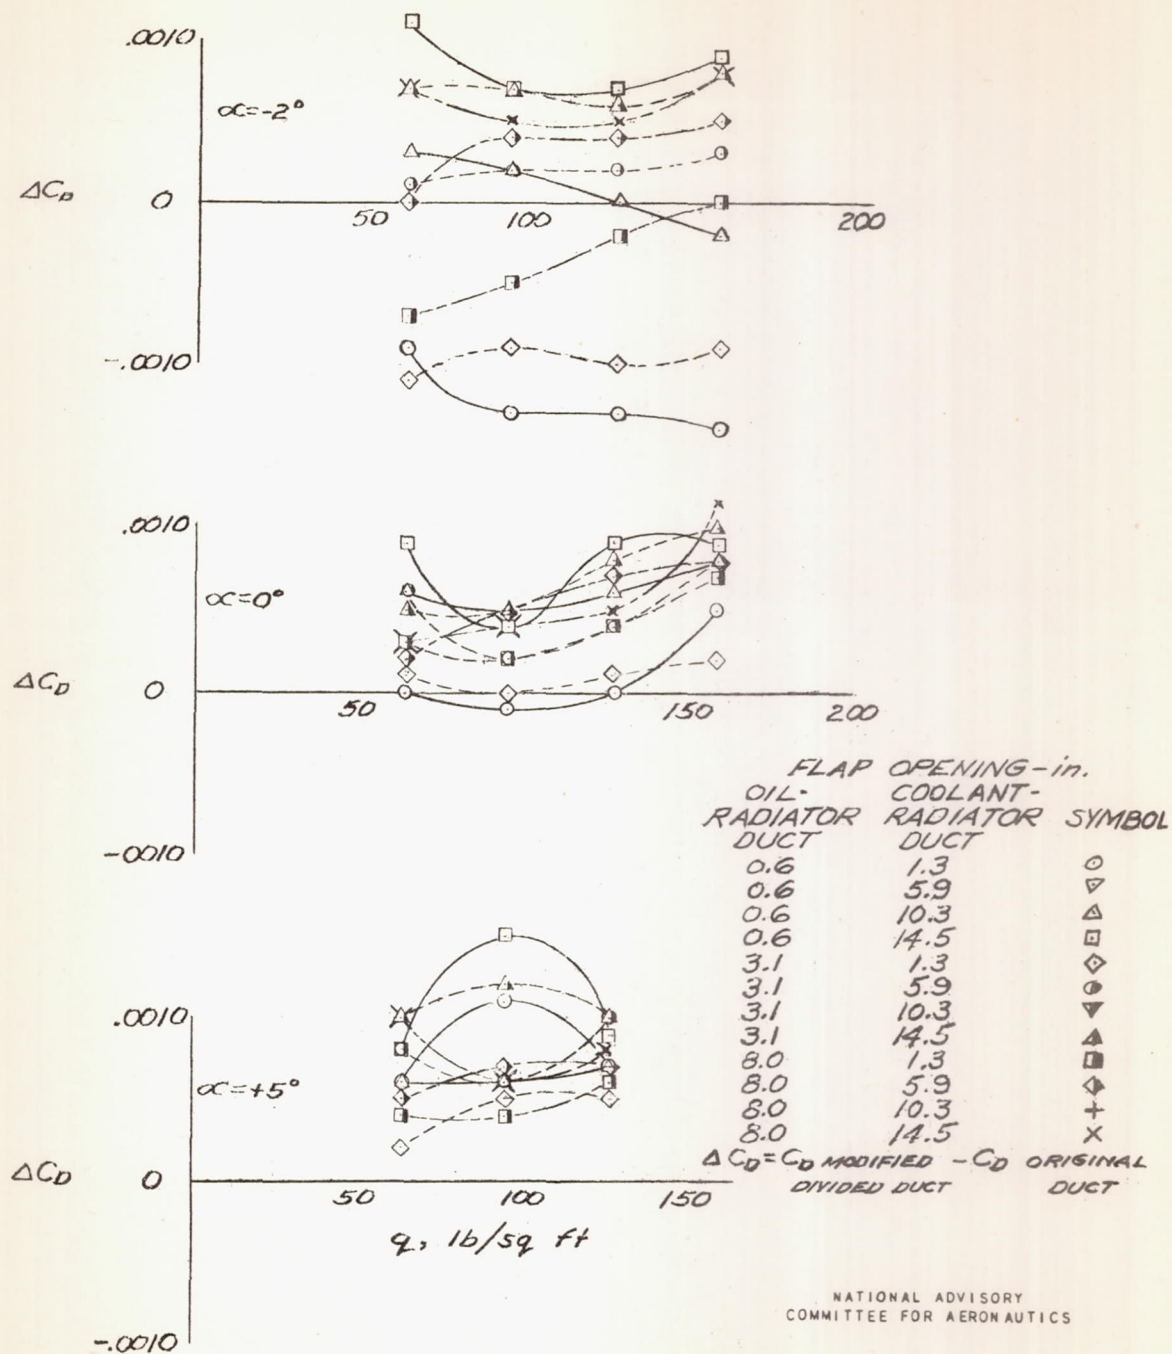 .0010
α=-2°
ΔC_D 0
50 100 200
-.0010
.0010
α=0°
ΔC_D 0
50 150 200
-.0010
FLAP OPENING-in.
OIL- COOLANT-
RADIATOR RADIATOR SYMBOL
DUCT DUCT
0.6 1.3
0.6 5.9
0.6 10.3
0.6 14.5
3.1 1.3
3.1 5.9
3.1 10.3
3.1 14.5
8.0 1.3
8.0 5.9
8.0 10.3
8.0 14.5
ΔC_D=C_D MODIFIED -C_D ORIGINAL
DIVIDED DUCT DUCT
.0010
α=+5°
ΔC_D 0
50 100 150
q, lb/sq ft
-.0010
NATIONAL ADVISORY
COMMITTEE FOR AERONAUTICS